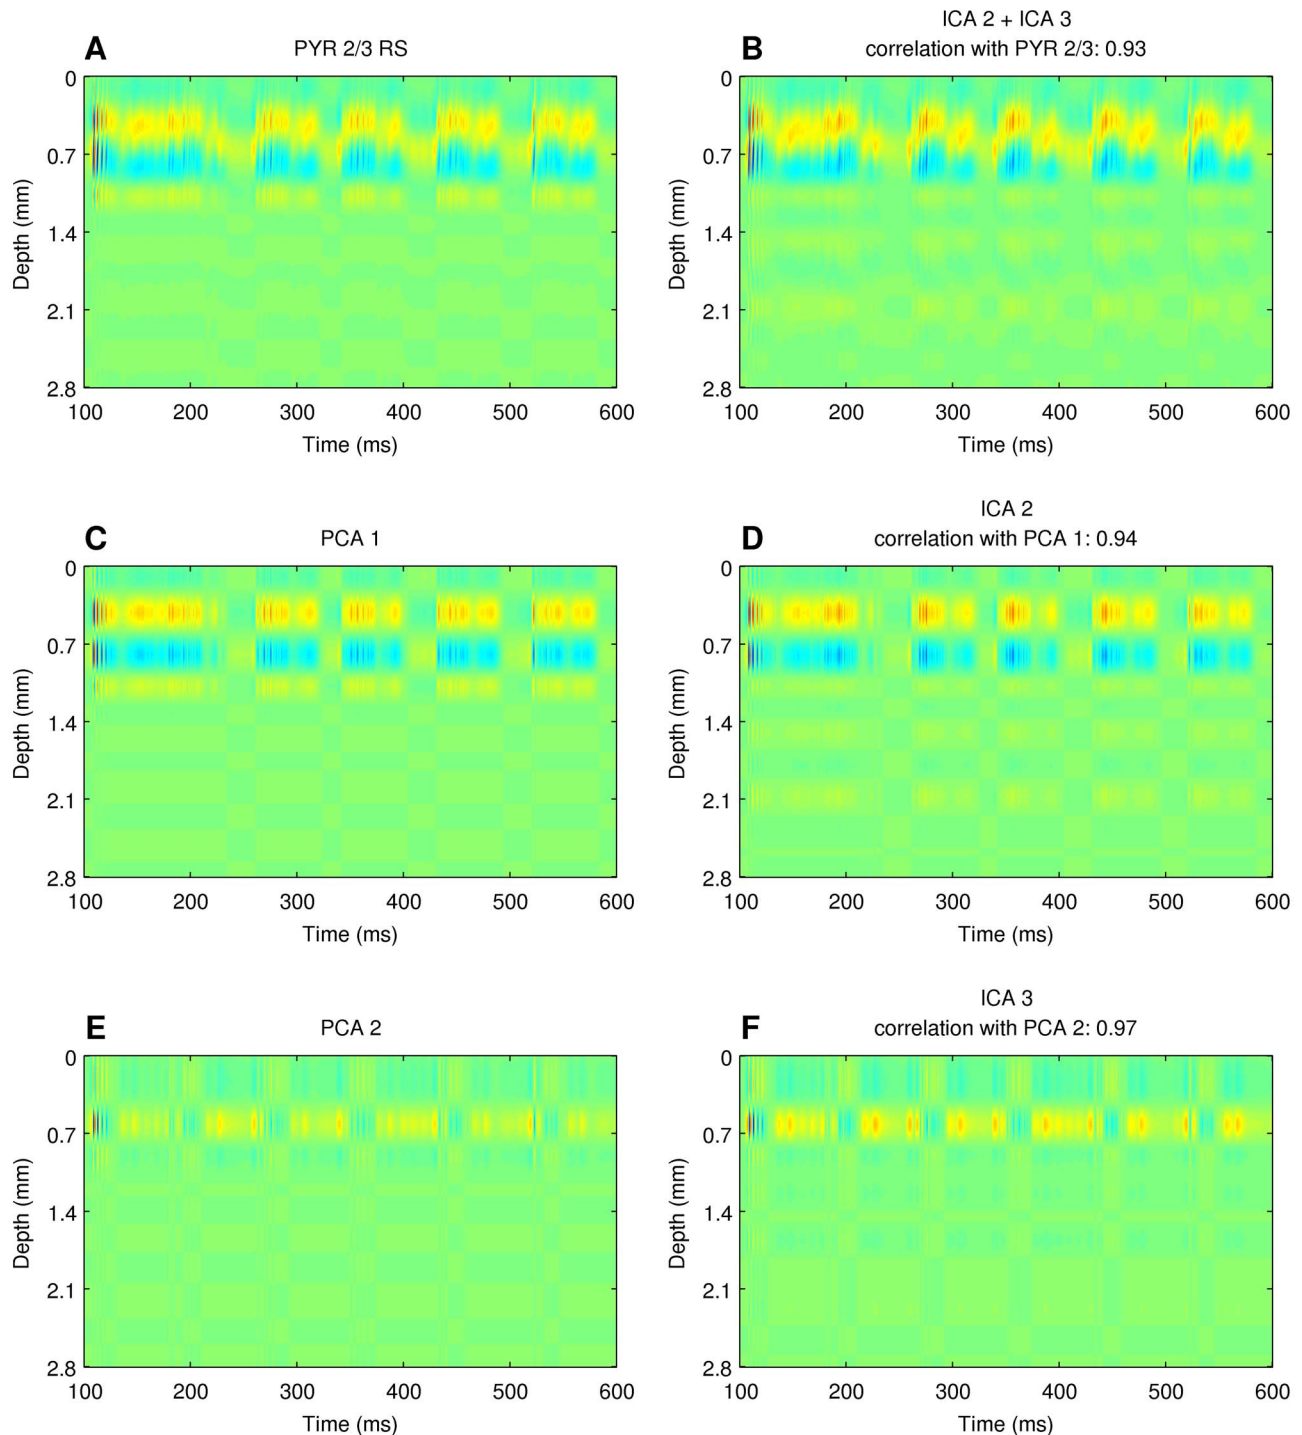 A
PYR 2/3 RS
0
0.7
1.4
2.1
2.8
Depth (mm)
100 200 300 400 500 600
Time (ms)
ICA 2 + ICA 3
B
correlation with PYR 2/3: 0.93
0
0.7
1.4
2.1
2.8
Depth (mm)
100 200 300 400 500 600
Time (ms)
C
PCA 1
0
0.7
1.4
2.1
2.8
Depth (mm)
100 200 300 400 500 600
Time (ms)
ICA 2
D
correlation with PCA 1: 0.94
0
0.7
1.4
2.1
2.8
Depth (mm)
100 200 300 400 500 600
Time (ms)
E
PCA 2
0
0.7
1.4
2.1
2.8
Depth (mm)
100 200 300 400 500 600
Time (ms)
ICA 3
F
correlation with PCA 2: 0.97
0
0.7
1.4
2.1
2.8
Depth (mm)
100 200 300 400 500 600
Time (ms)